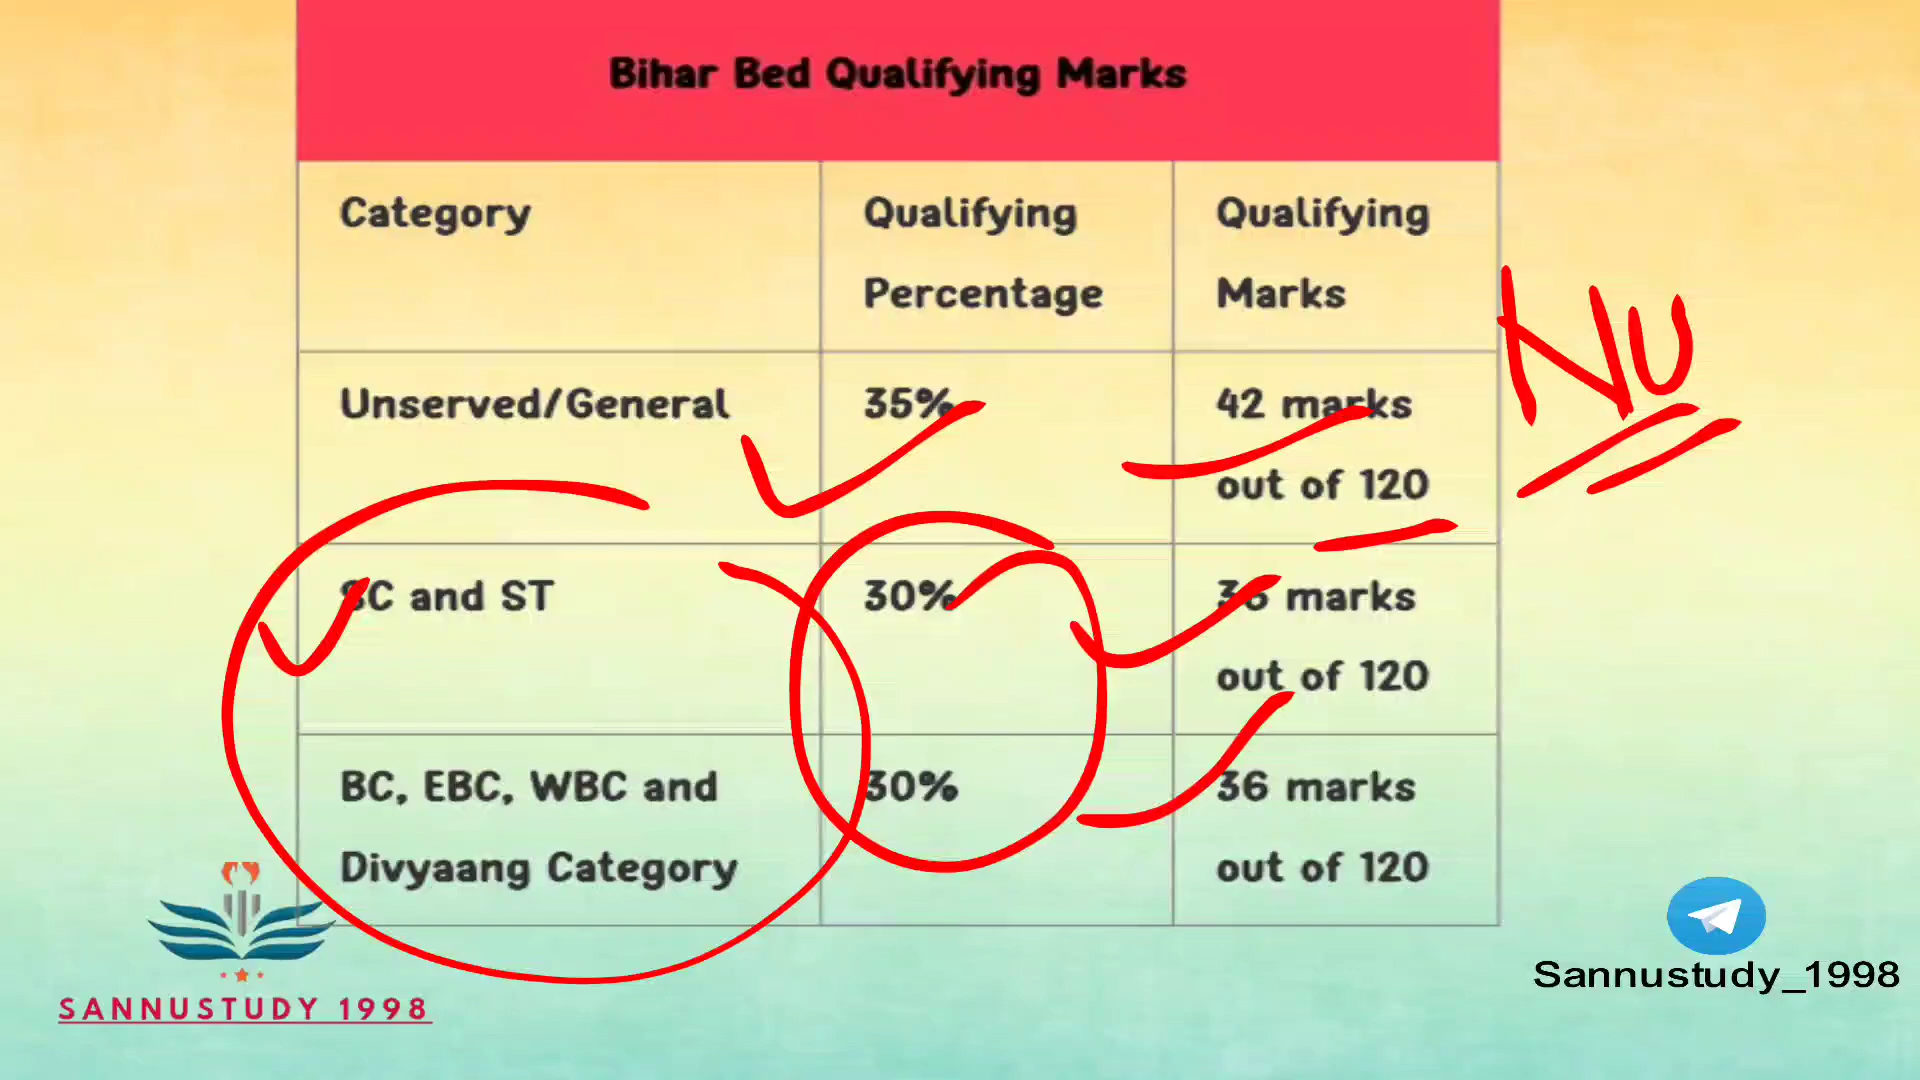 Bihar Bed Qualifying Marks
Category
Qualifying
Percentage
Qualifying
Marks
Unserved/General
35%
42 marks
out of 120
SC and ST
30%
36 marks
out of 120
BC, EBC, WBC and
Divyaang Category
30%
36 marks
out of 120
NU
SANNUSTUDY 1998
Sannustudy_1998